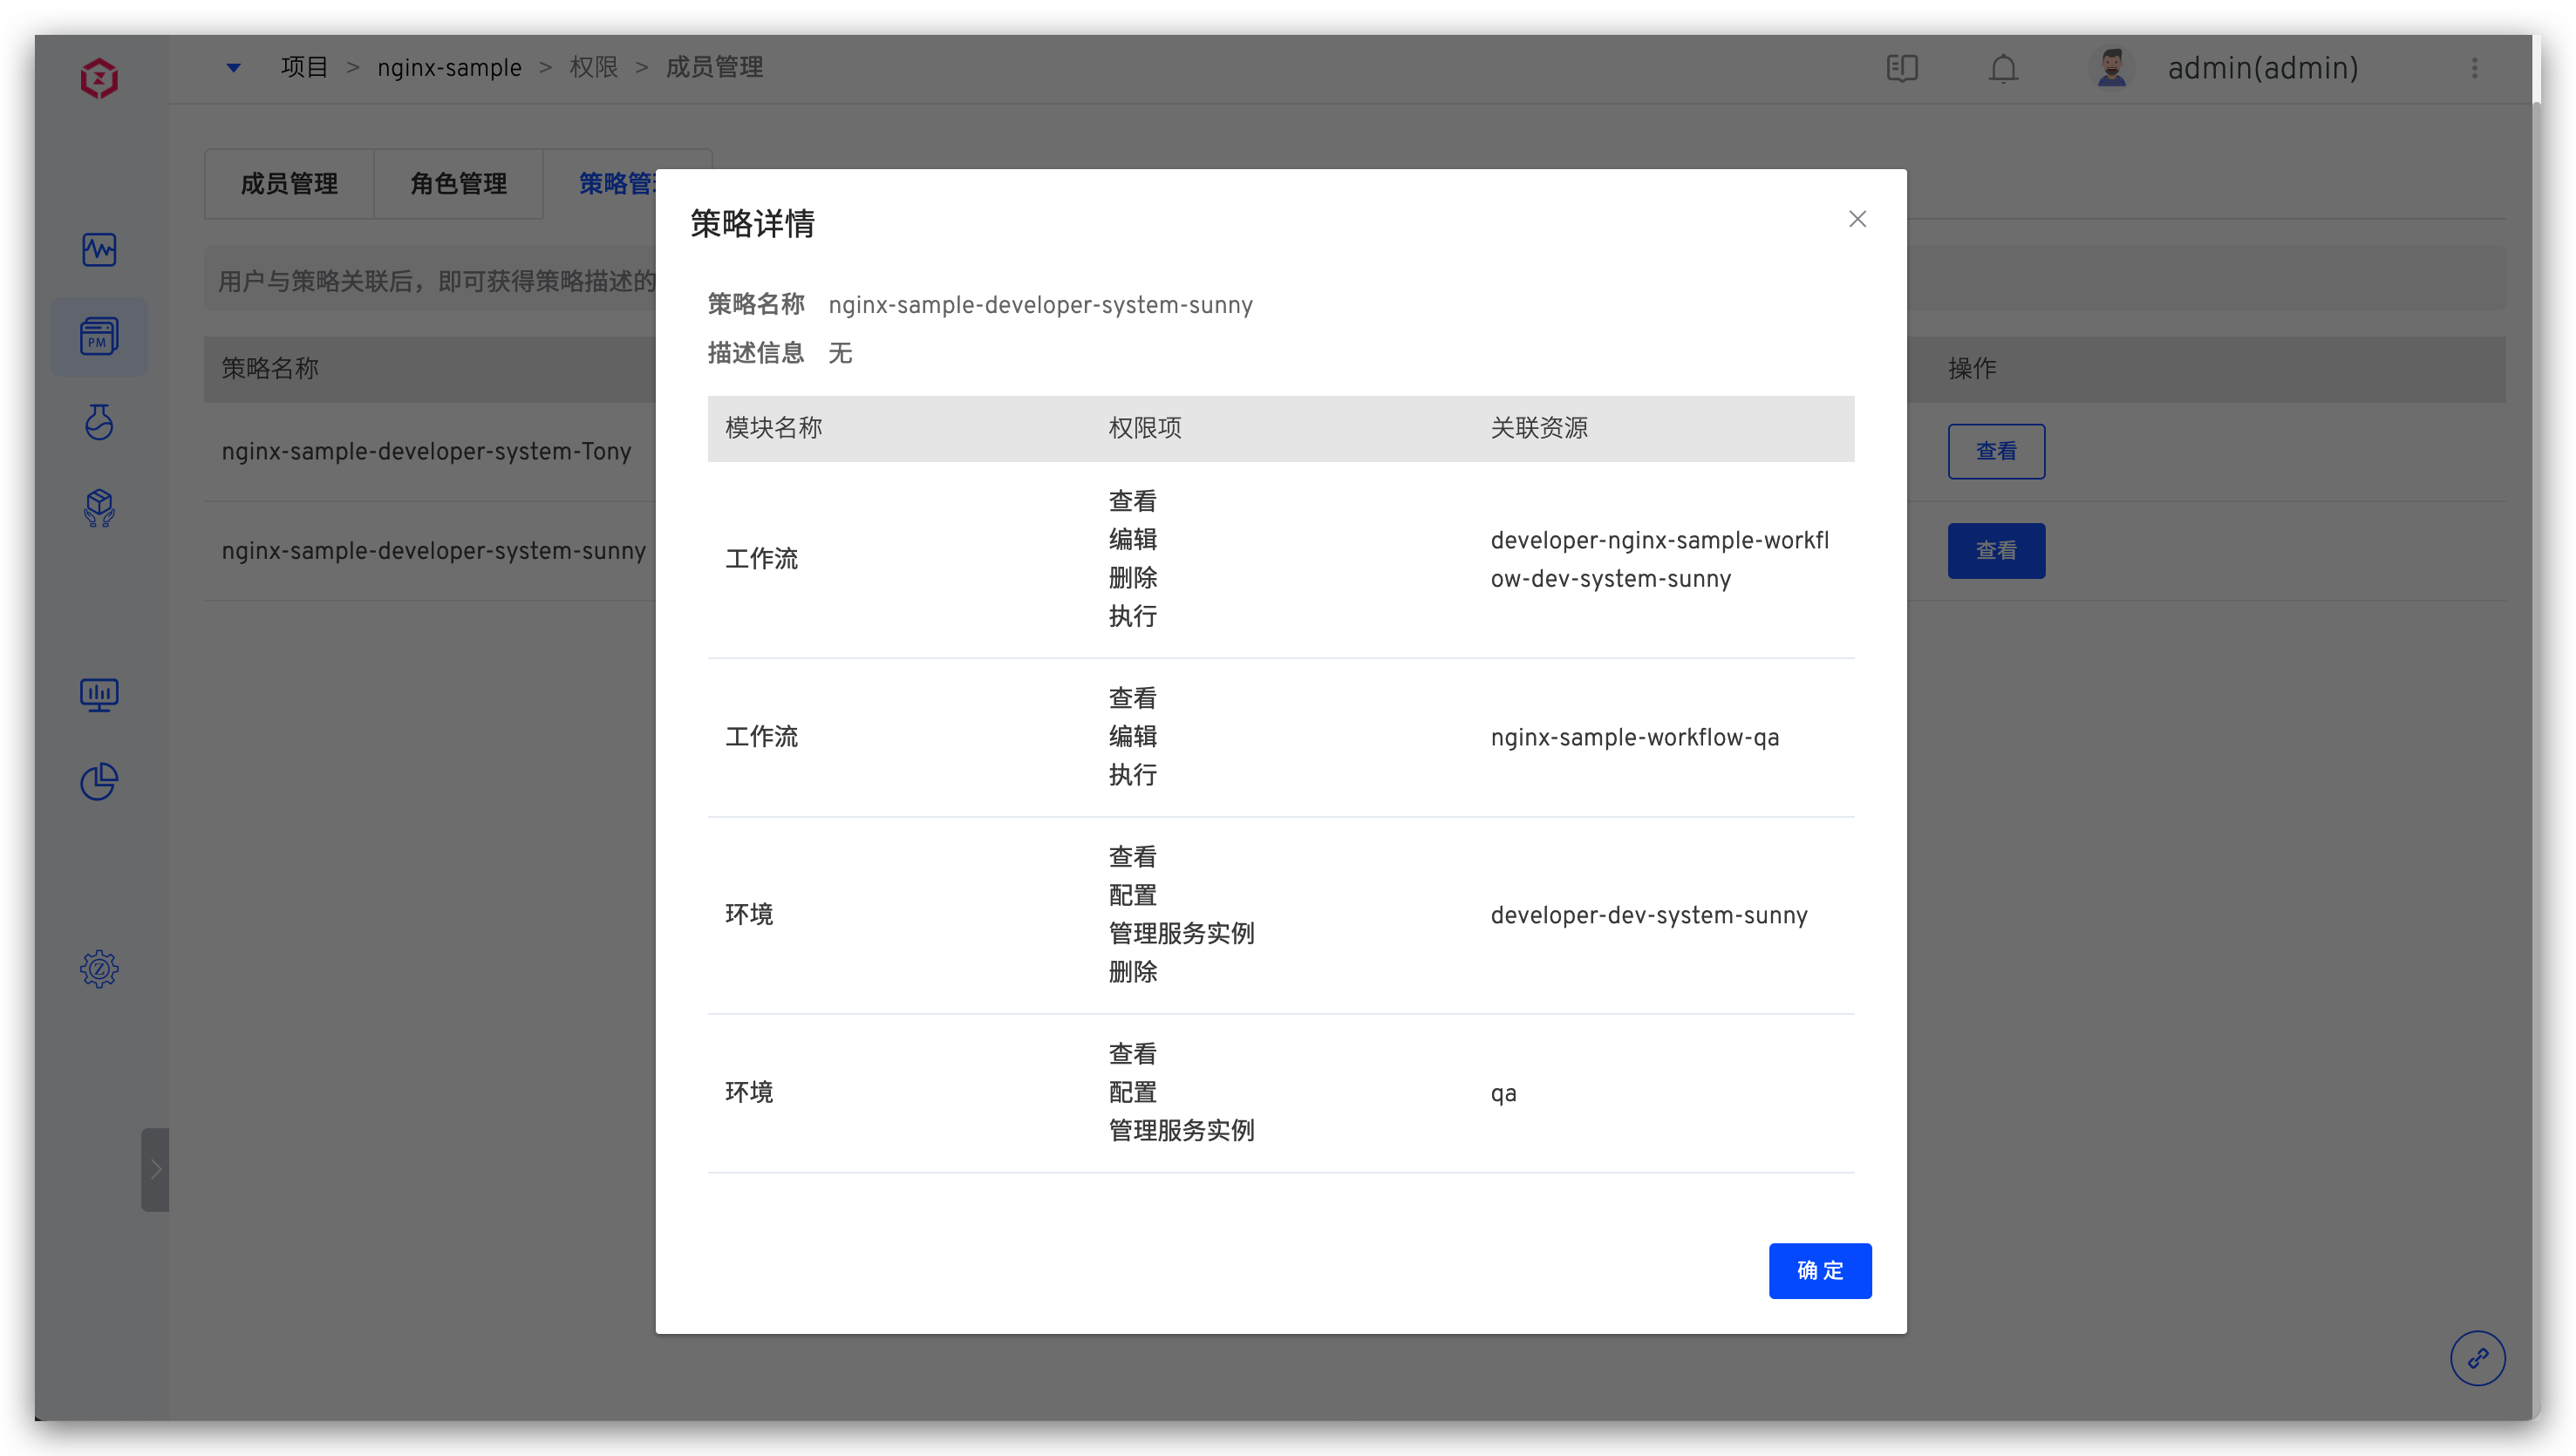 项目 > nginx-sample > 权限 > 成员管理
admin(admin)
成员管理
角色管理
策略管
用户与策略关联后，即可获得策略描述的
策略名称
操作
nginx-sample-developer-system-Tony
查看
nginx-sample-developer-system-sunny
查看
PM
策略详情
策略名称 nginx-sample-developer-system-sunny
描述信息 无
模块名称 权限项 关联资源
工作流
查看
编辑
删除
执行
developer-nginx-sample-workfl
ow-dev-system-sunny
工作流
查看
编辑
执行
nginx-sample-workflow-qa
环境
查看
配置
管理服务实例
删除
developer-dev-system-sunny
环境
查看
配置
管理服务实例
qa
确定